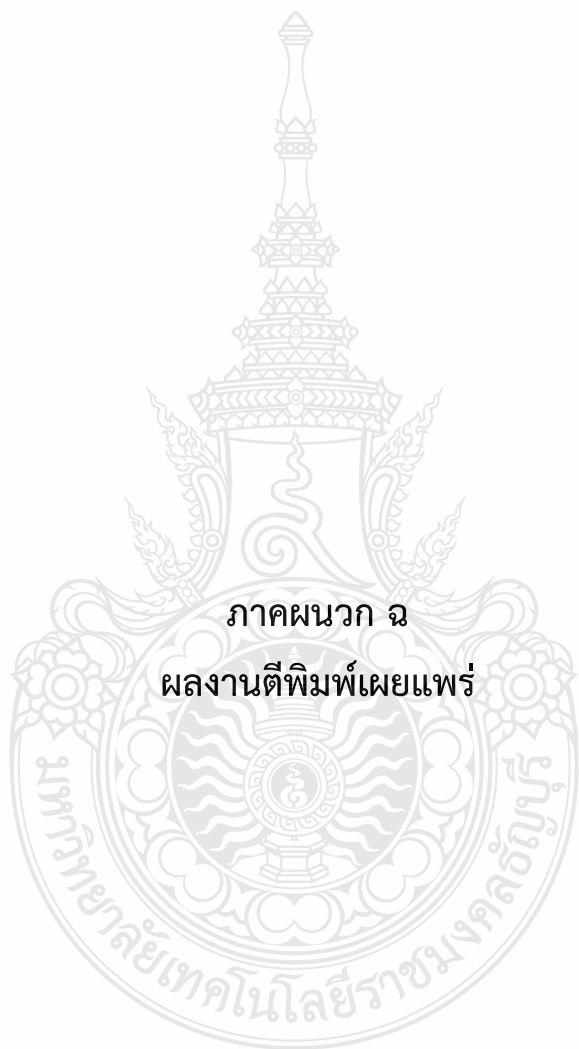 ภาคผนวก ฉ
ผลงานตีพิมพ์เผยแพร่
มหาวิทยาลัยเทคโนโลยีราชมงคลธัญบุรี